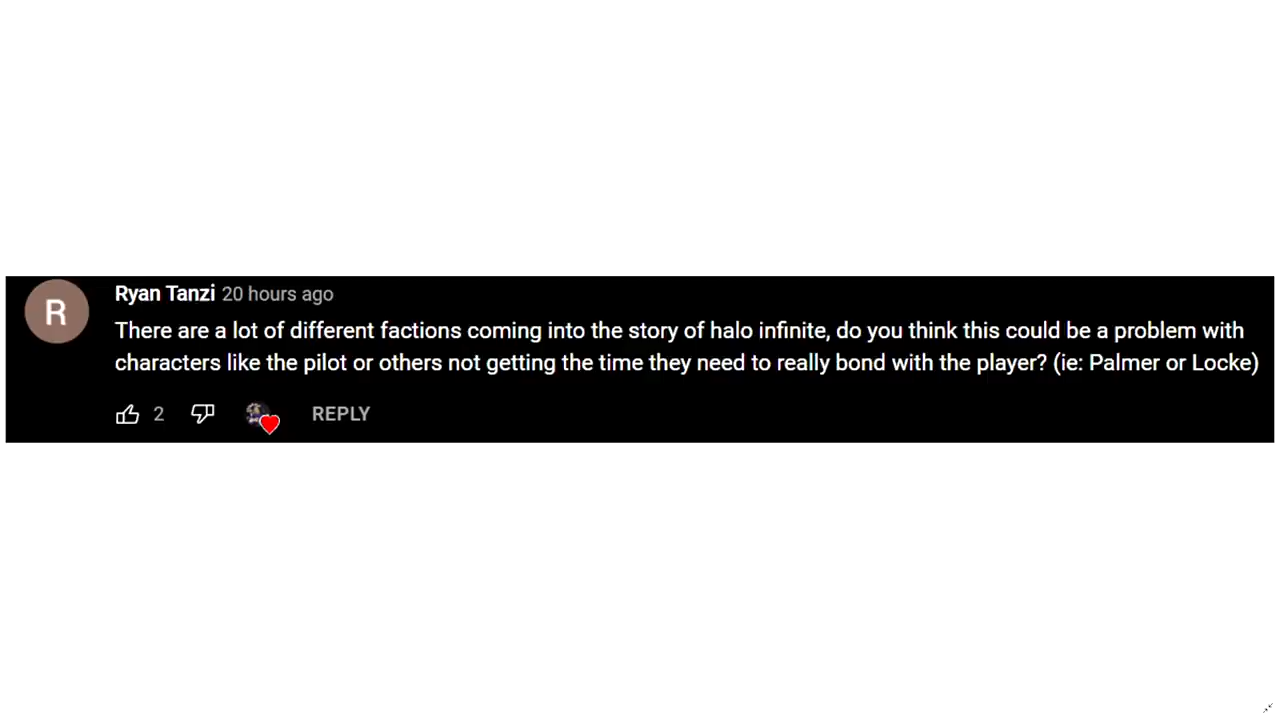 R
Ryan Tanzi 20 hours ago
There are a lot of different factions coming into the story of halo infinite, do you think this could be a problem with
characters like the pilot or others not getting the time they need to really bond with the player? (ie: Palmer or Locke)
2 REPLY